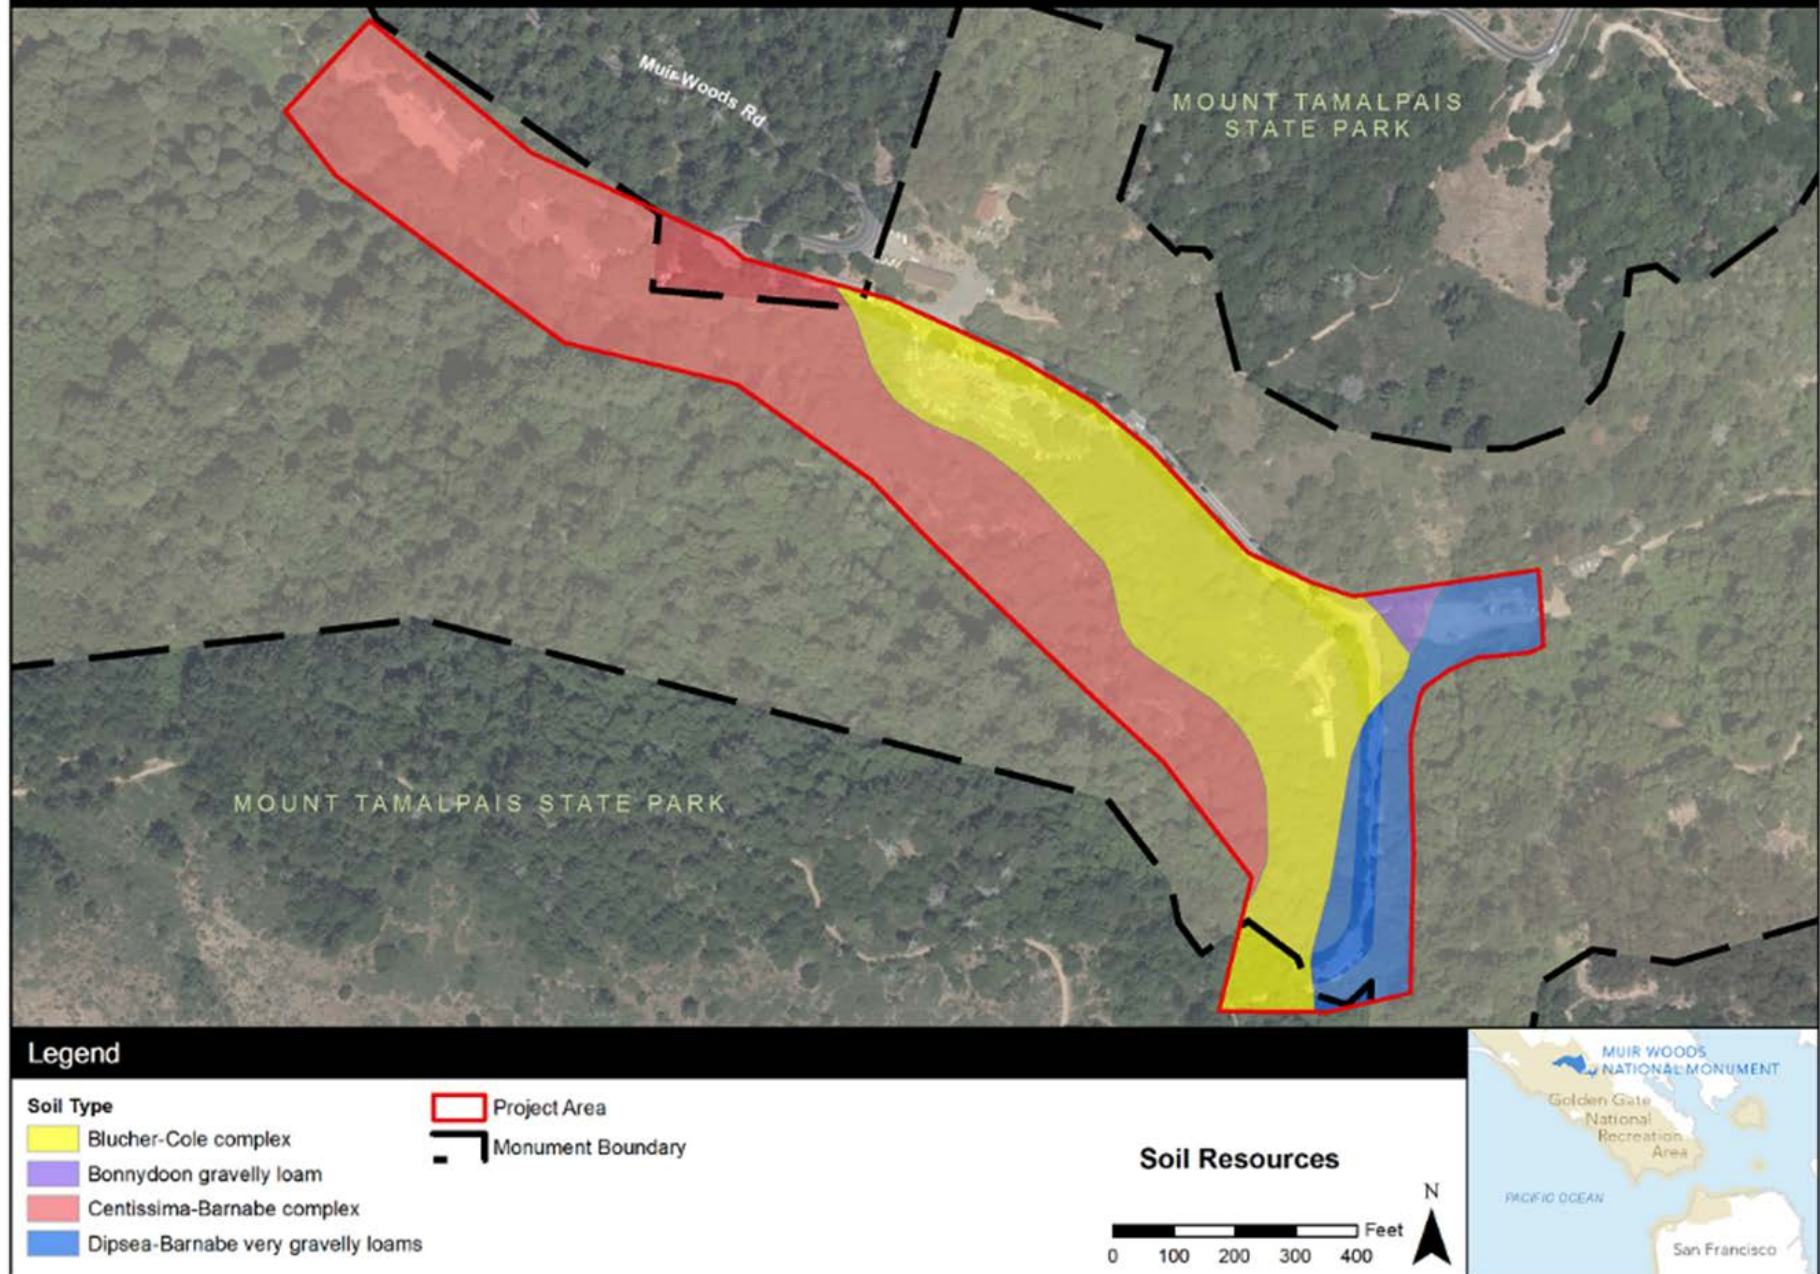 Muir Woods Rd
MOUNT TAMALPAIS
STATE PARK
MOUNT TAMALPAIS STATE PARK
Legend
Soil Type
Blucher-Cole complex
Bonnydoon gravelly loam
Centissima-Barnabe complex
Dipsea-Barnabe very gravelly loams
Project Area
Monument Boundary
Soil Resources
N
Feet
0 100 200 300 400
MUIR WOODS
NATIONAL MONUMENT
Golden Gate
National
Recreation
Area
PACIFIC OCEAN
San Francisco